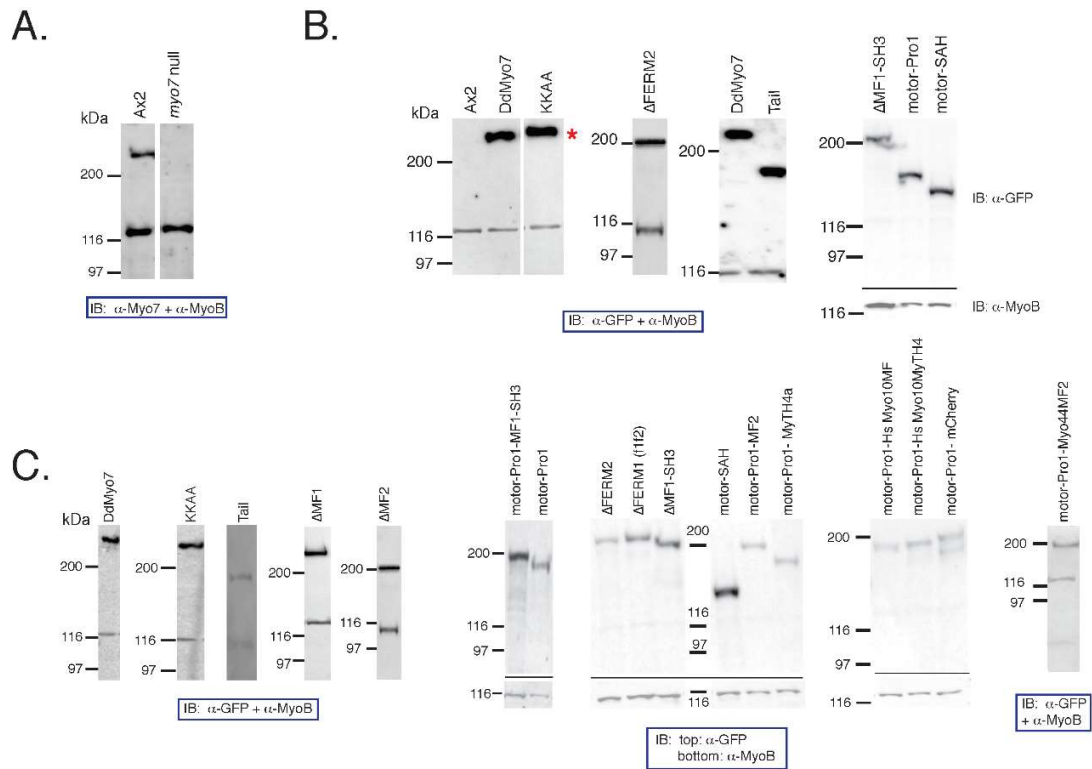 A.
Ax2
myo7 null
kDa
200
116
97
IB: α-Myo7 + α-MyoB
B.
kDa
Ax2
DdMyo7
KKAA
*
200
116
97
ΔFERM2
200
116
97
DdMyo7
Tail
200
116
IB: α-GFP + α-MyoB
ΔMF1-SH3
motor-Pro1
motor-SAH
200
116
97
116
IB: α-GFP
IB: α-MyoB
C.
kDa
DdMyo7
200
116
97
KKAA
Tail
200
116
97
ΔMF1
200
116
97
ΔMF2
200
116
97
IB: α-GFP + α-MyoB
motor-Pro1-MF1-SH3
motor-Pro1
200
116
97
116
ΔFERM2
ΔFERM1 (f1f2)
ΔMF1-SH3
motor-SAH
motor-Pro1-MF2
motor-Pro1- MyTH4a
200
116
97
116
IB: top: α-GFP
bottom: α-MyoB
motor-Pro1-Hs Myo10MF
motor-Pro1-Hs Myo10MyTH4
motor-Pro1- mCherry
200
116
97
116
motor-Pro1-Myo44MF2
200
116
97
IB: α-GFP
+ α-MyoB